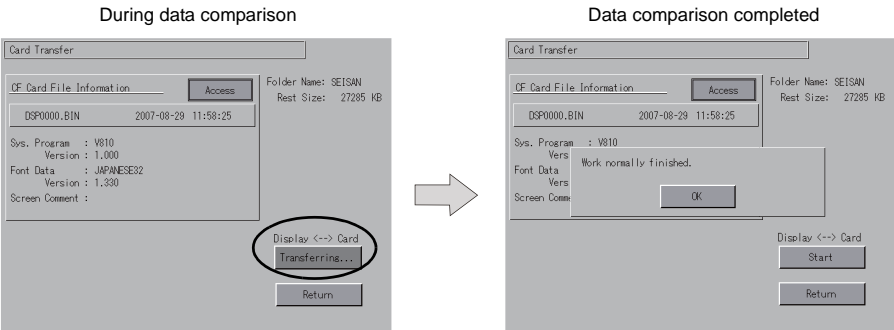 During data comparison
Card Transfer
CF Card File Information Access
DSP0000.BIN 2007-08-29 11:58:25
Sys. Program : V810
Version : 1.000
Font Data : JAPANESE32
Version : 1.330
Screen Comment :
Folder Name: SEISAN
Rest Size: 27285 KB
Display <--> Card
Transferring...
Return
Data comparison completed
Card Transfer
CF Card File Information Access
DSP0000.BIN 2007-08-29 11:58:25
Sys. Program : V810
Vers
Font Data
Vers
Screen Comme
Work normally finished.
OK
Folder Name: SEISAN
Rest Size: 27285 KB
Display <--> Card
Start
Return